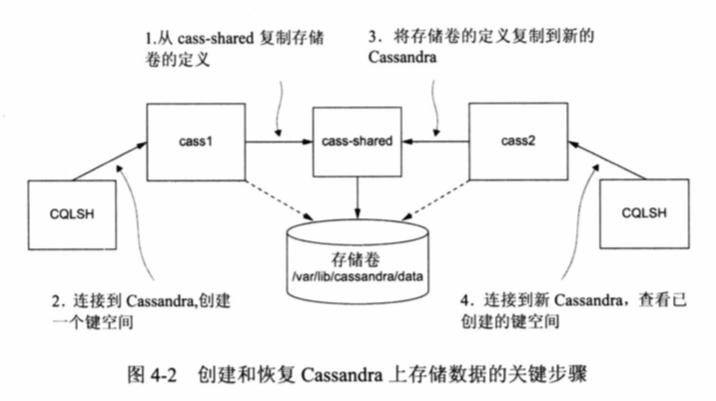 1.从 cass-shared 复制存储
卷的定义
3．将存储卷的定义复制到新的
Cassandra
cass1
cass-shared
cass2
CQLSH
CQLSH
存储卷
/var/lib/cassandra/data
2．连接到 Cassandra,创建
一个键空间
4．连接到新 Cassandra，查看已
创建的键空间
图 4-2 创建和恢复 Cassandra 上存储数据的关键步骤